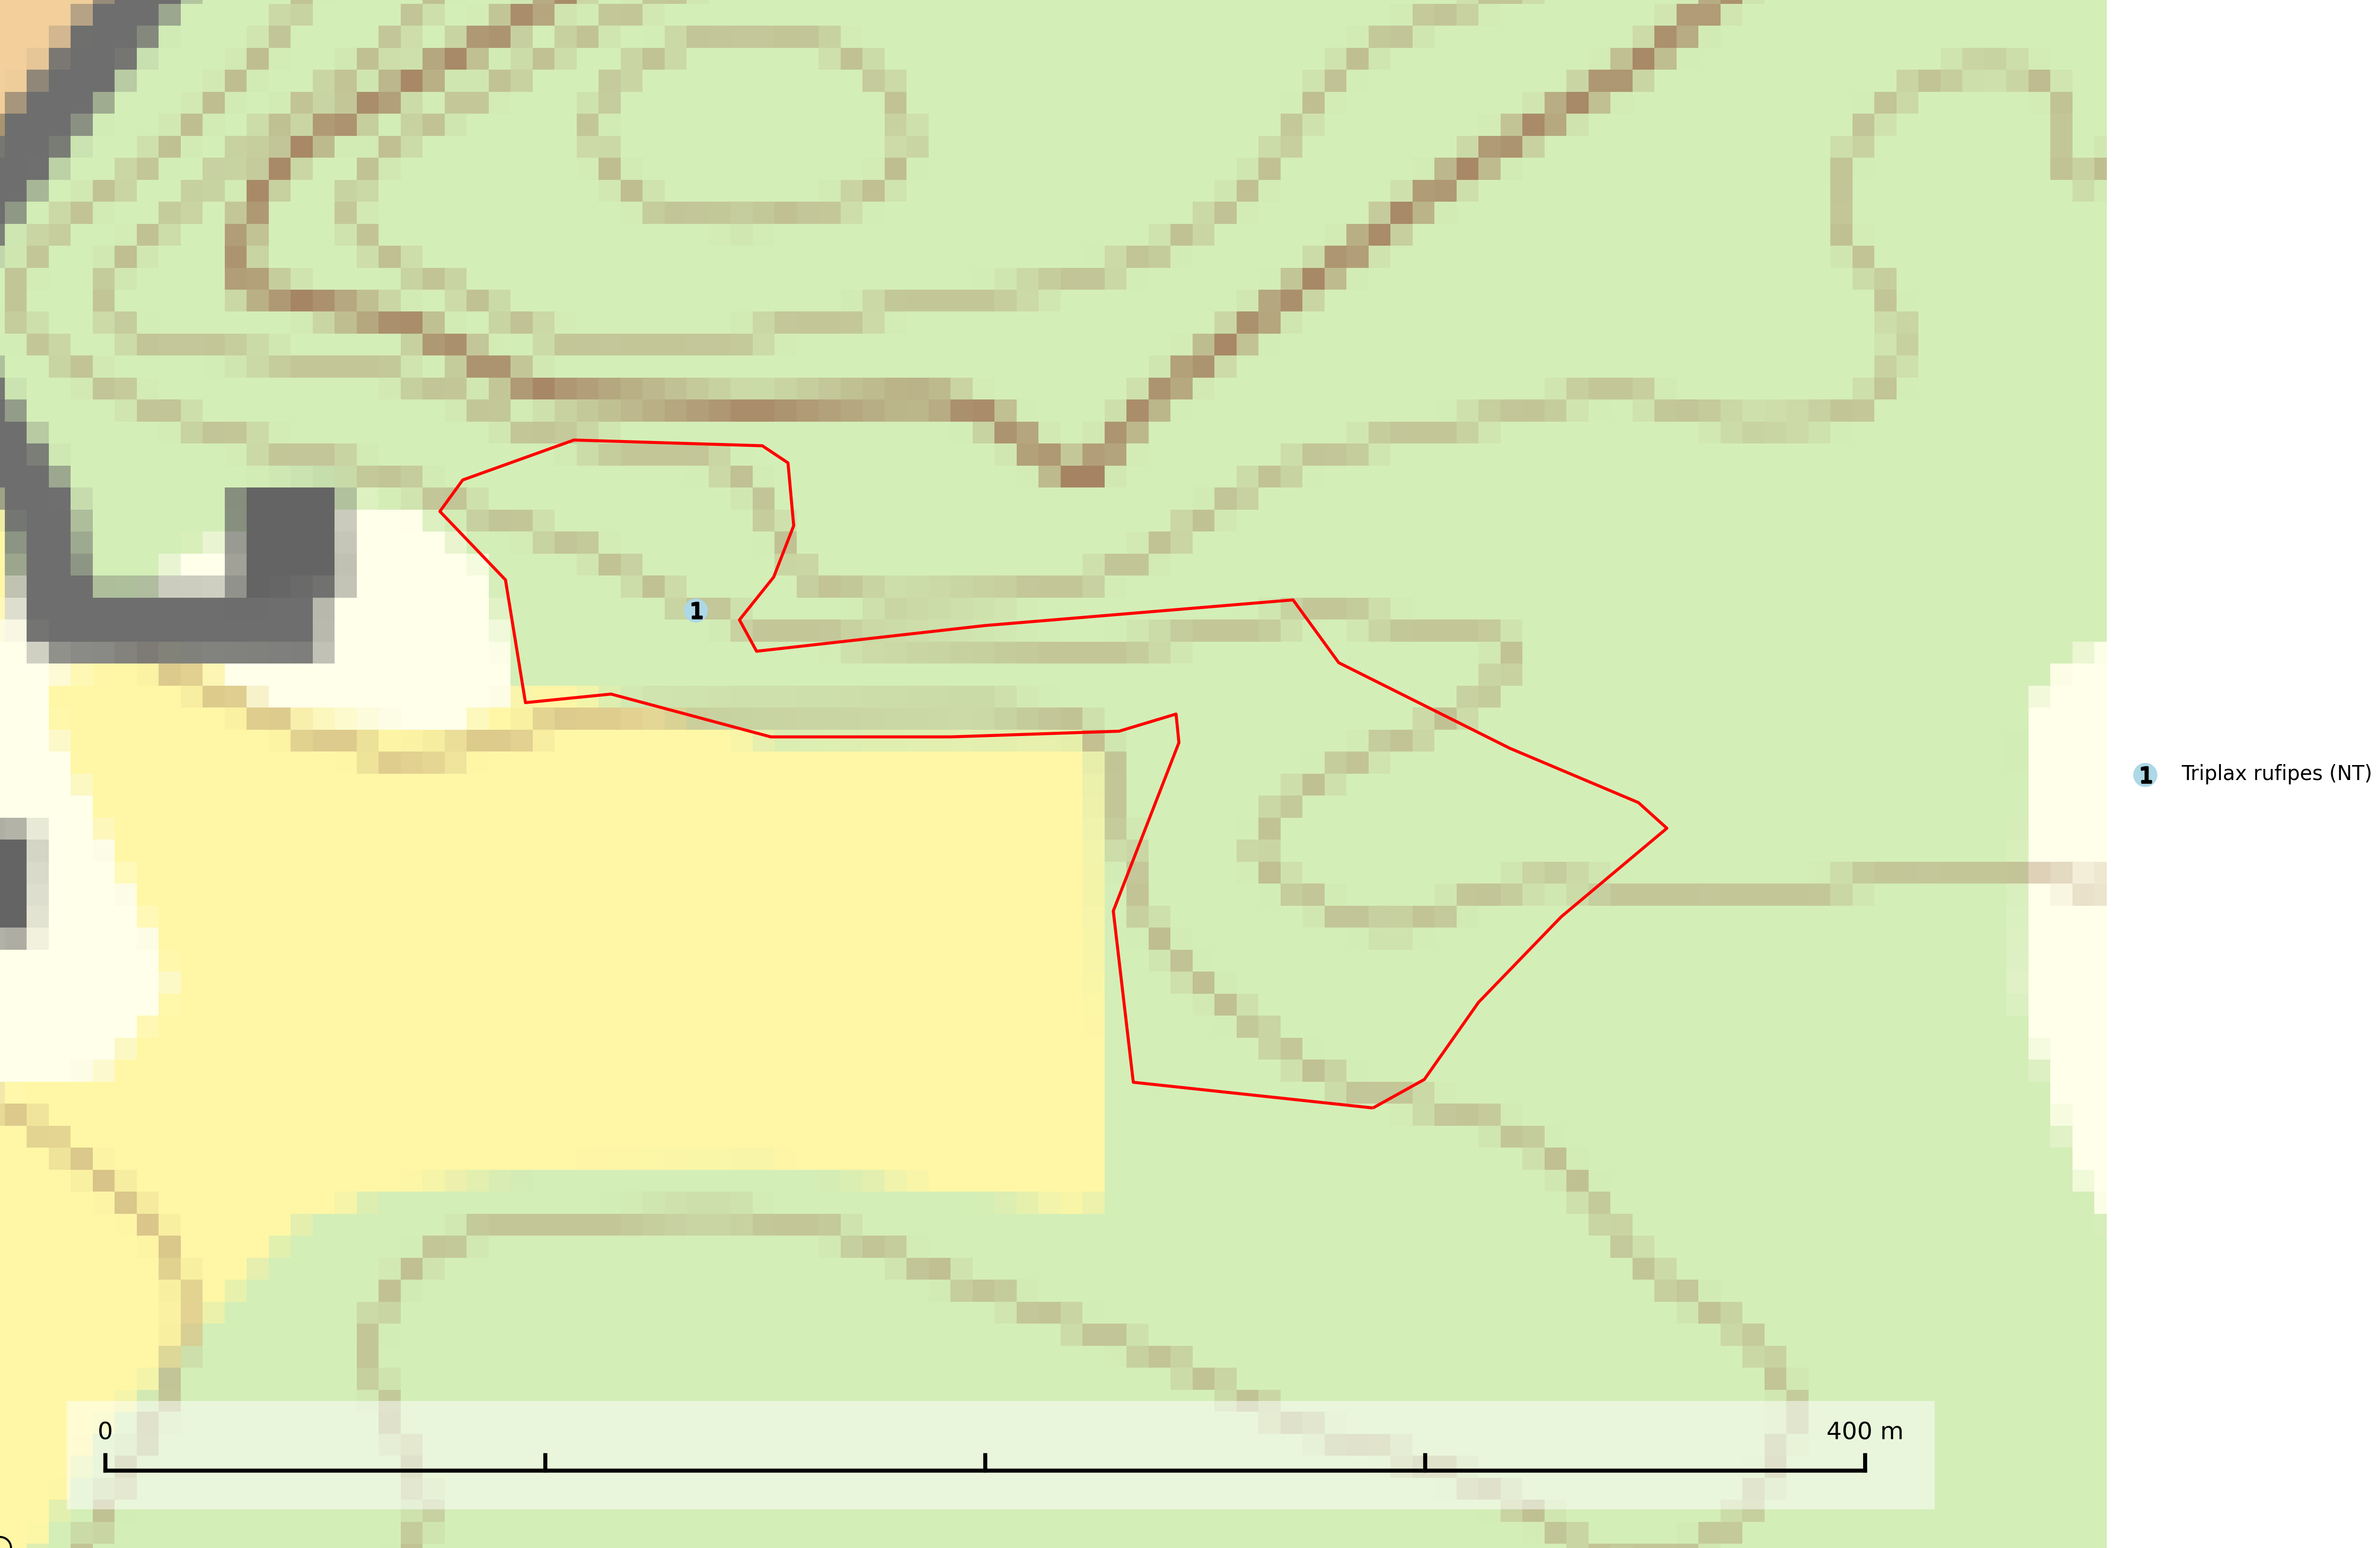 1
1 Triplax rufipes (NT)
0 400 m